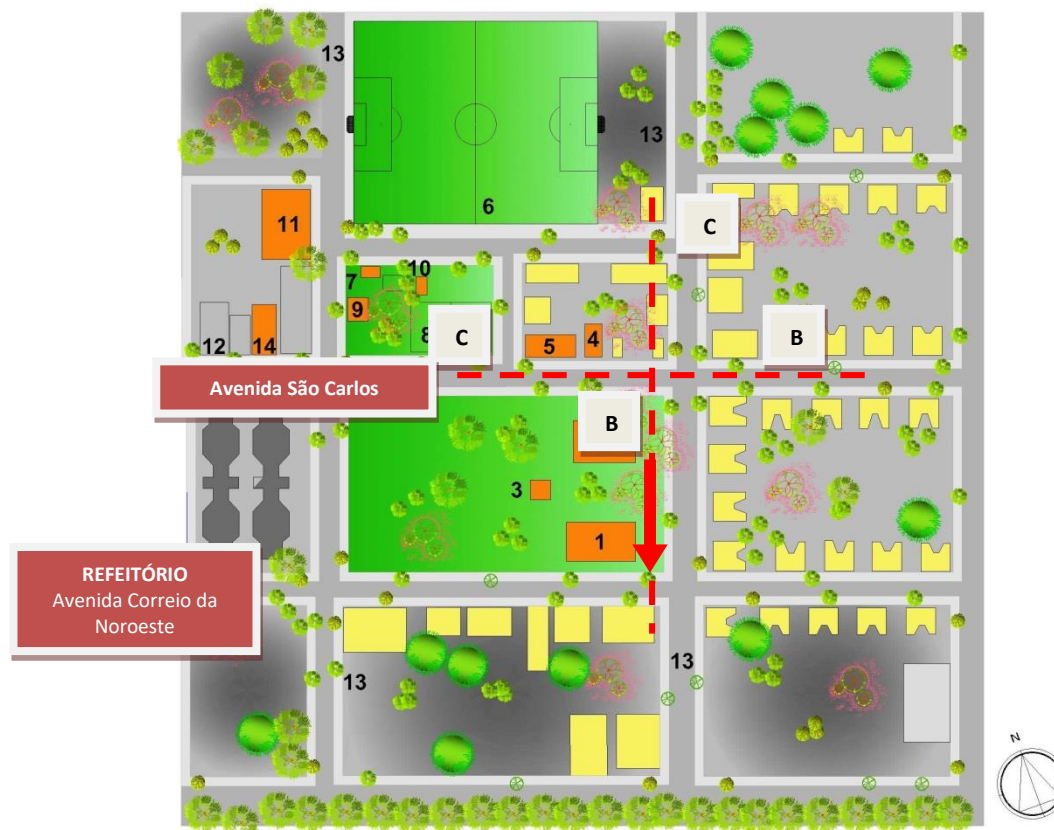 13
13
6
C
11
7
10
9
8
C
B
12
14
5
4
Avenida São Carlos
B
3
1
REFEITÓRIO
Avenida Correio da
Noroeste
13
13
N